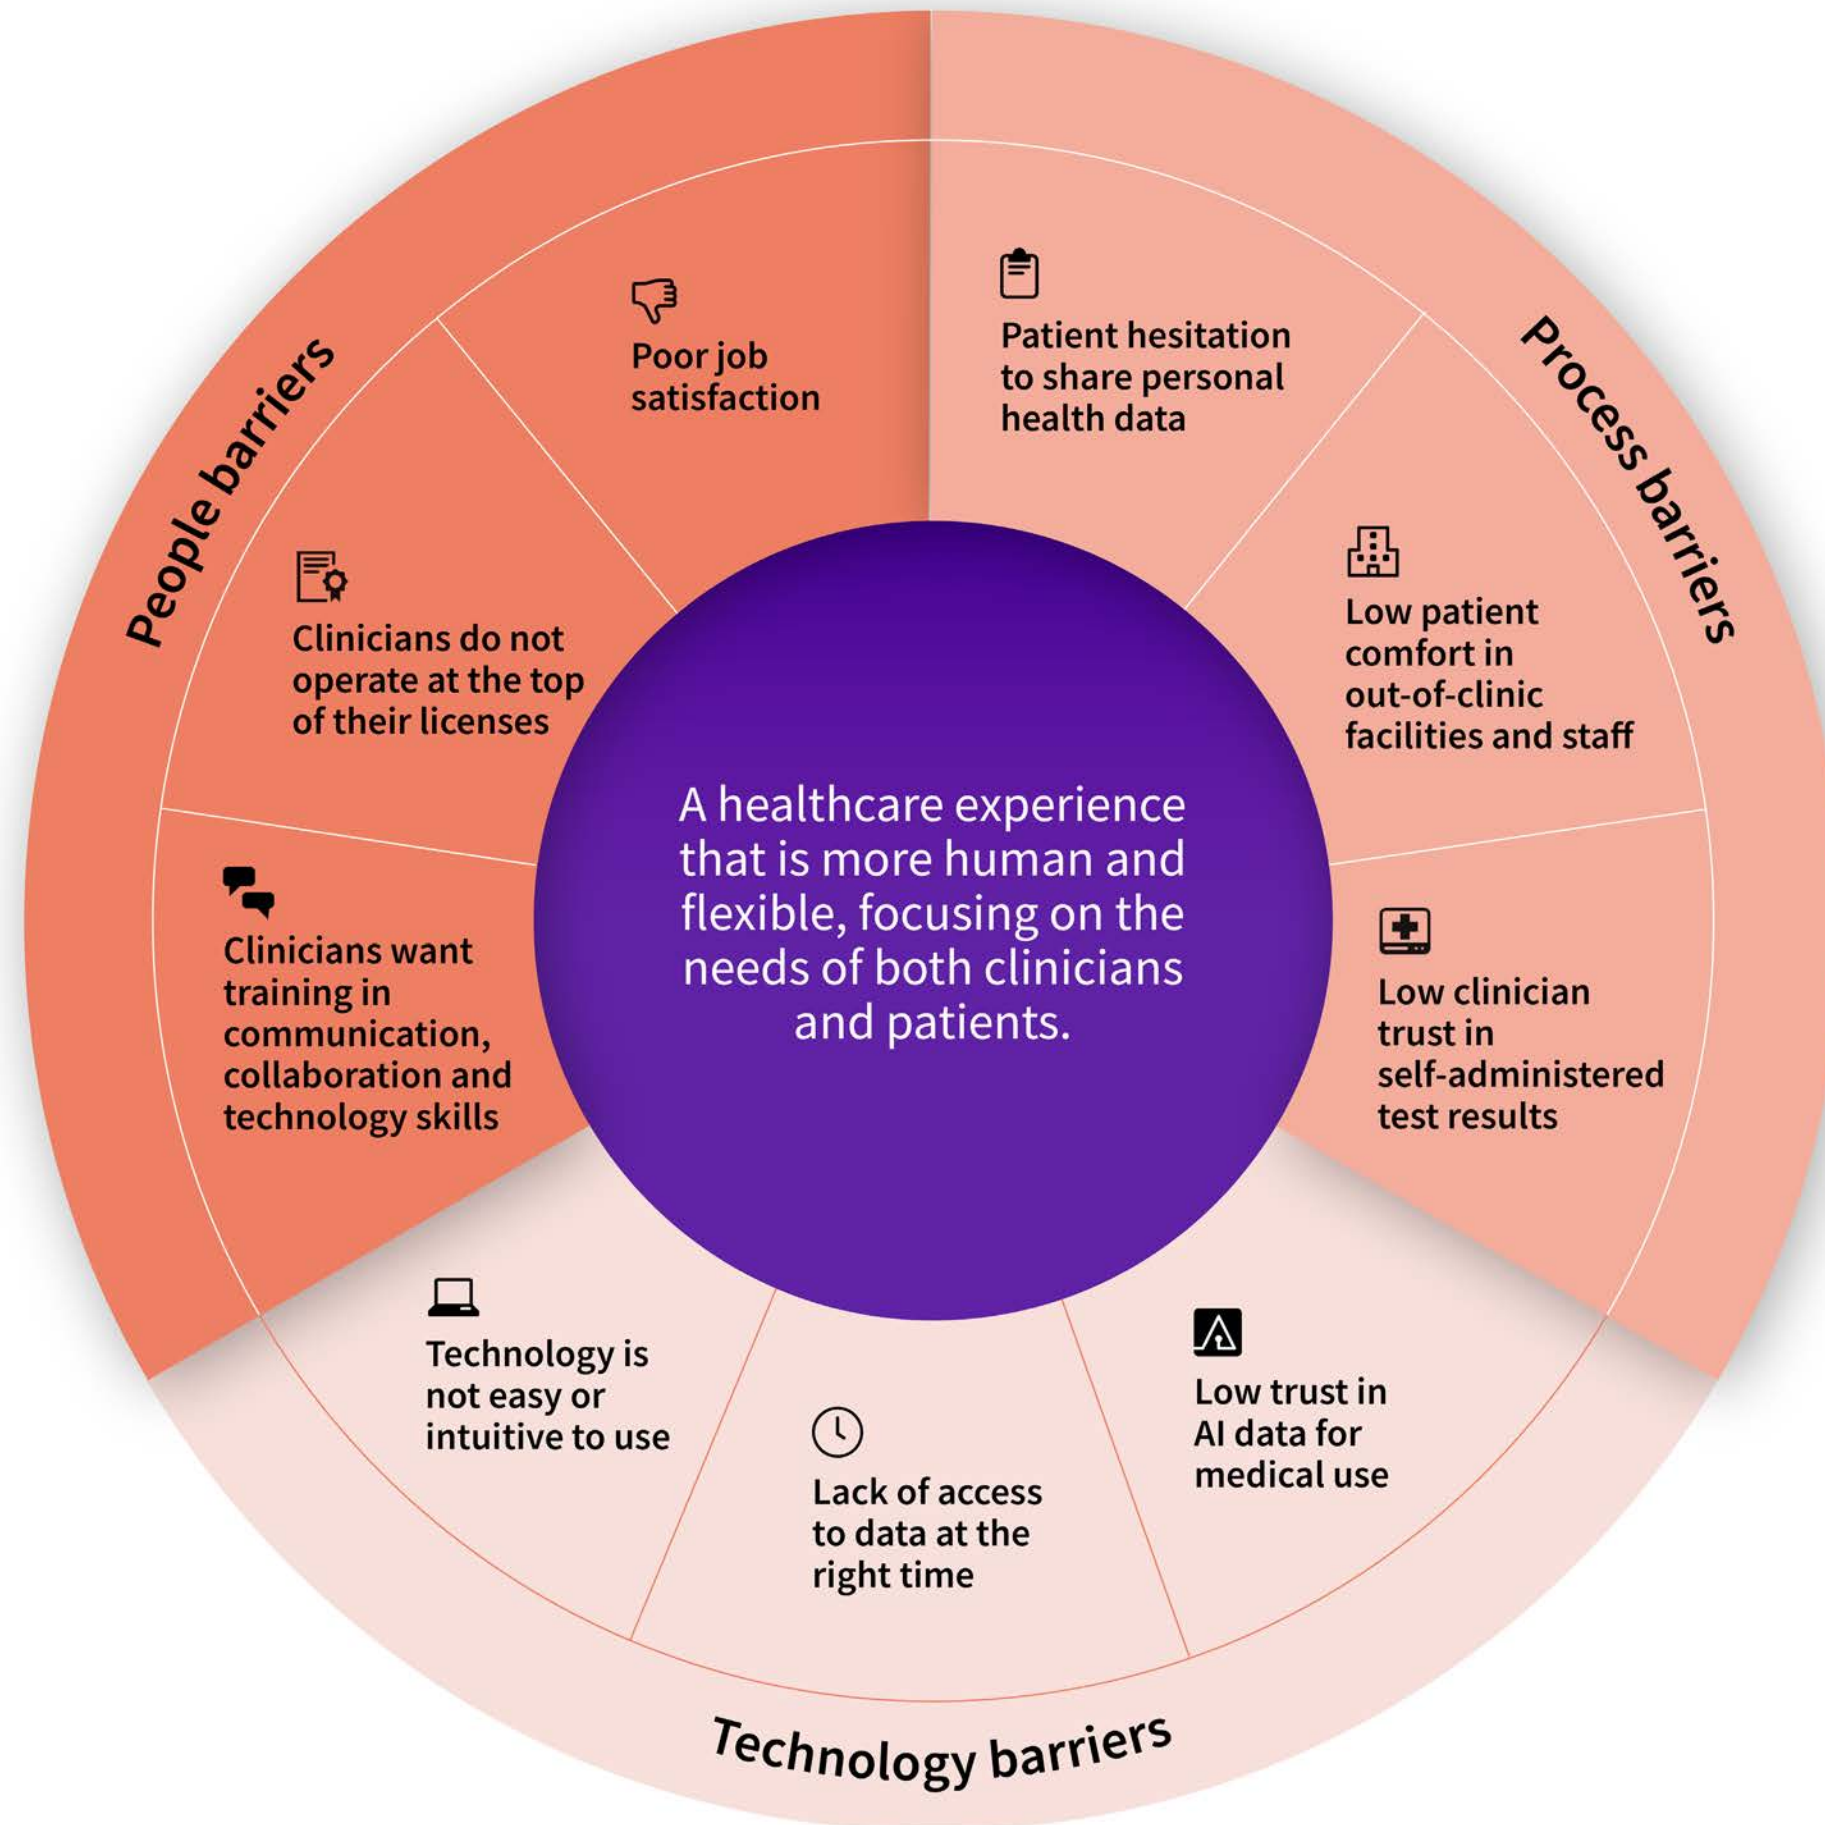 People barriers
Poor job
satisfaction
Clinicians do not
operate at the top
of their licenses
Clinicians want
training in
communication,
collaboration and
technology skills
Process barriers
Patient hesitation
to share personal
health data
Low patient
comfort in
out-of-clinic
facilities and staff
Low clinician
trust in
self-administered
test results
A healthcare experience
that is more human and
flexible, focusing on the
needs of both clinicians
and patients.
Technology is
not easy or
intuitive to use
Lack of access
to data at the
right time
Low trust in
AI data for
medical use
Technology barriers